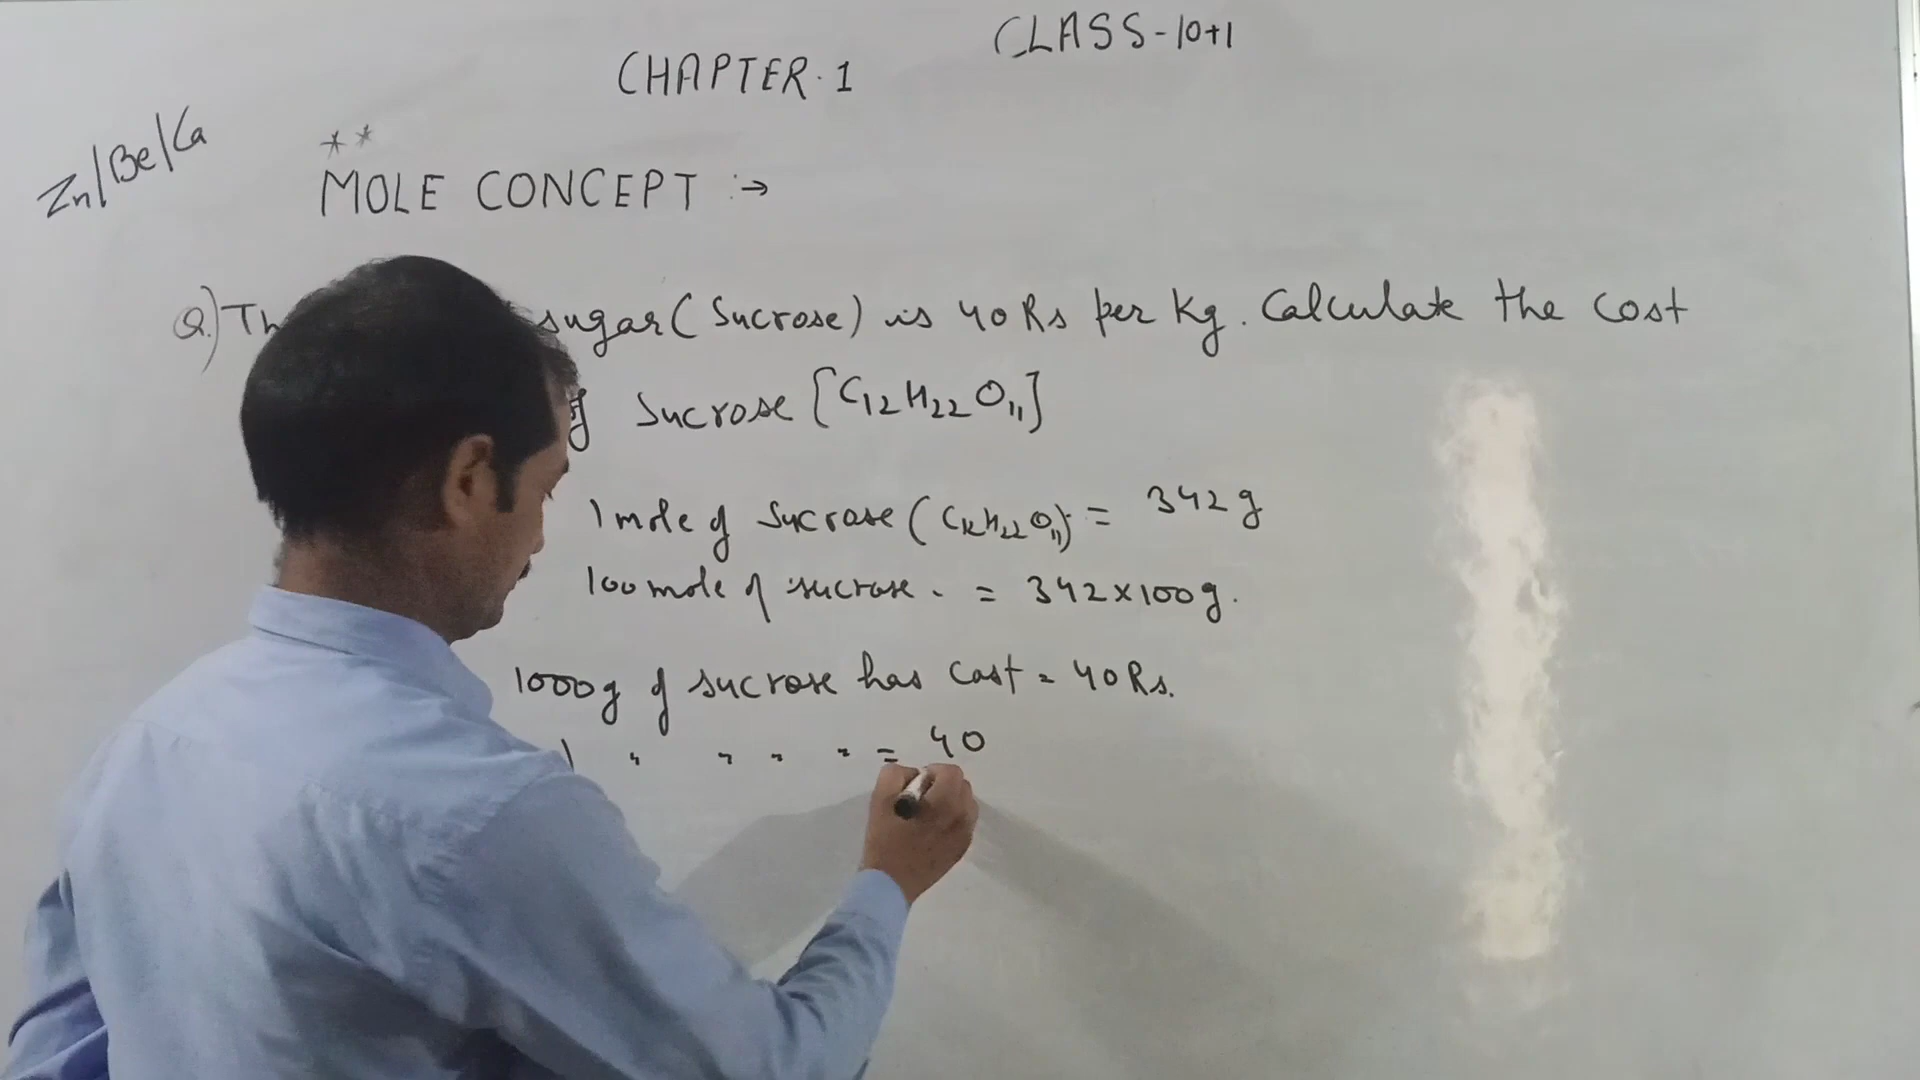 CLASS-10+1
CHAPTER.1
Zn/Be/Ca
**
MOLE CONCEPT :→
Q.) Th sugar (Sucrose) is 40 Rs per Kg. Calculate the cost
of Sucrose [C12H22O11]
1 mole of sucrose (C12H22O11) = 342 g
100 mole of sucrose. = 342×100g.
1000g of sucrose has cost = 40 Rs.
1 " " " " = 40